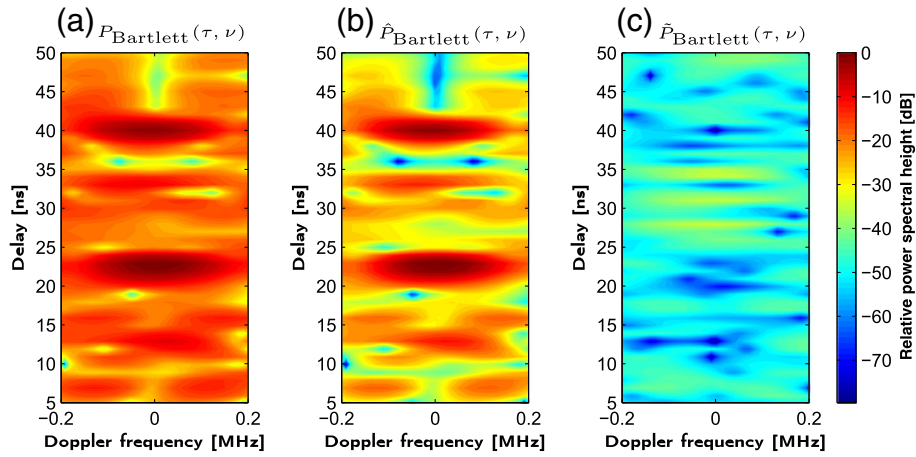 (a) P_Bartlett(τ, ν)
(b) P̂_Bartlett(τ, ν)
(c) P̃_Bartlett(τ, ν)
50
45
40
35
30
25
20
15
10
5
Delay [ns]
−0.2 0 0.2
Doppler frequency [MHz]
50
45
40
35
30
25
20
15
10
5
Delay [ns]
−0.2 0 0.2
Doppler frequency [MHz]
50
45
40
35
30
25
20
15
10
5
Delay [ns]
−0.2 0 0.2
Doppler frequency [MHz]
0
−10
−20
−30
−40
−50
−60
−70
Relative power spectral height [dB]